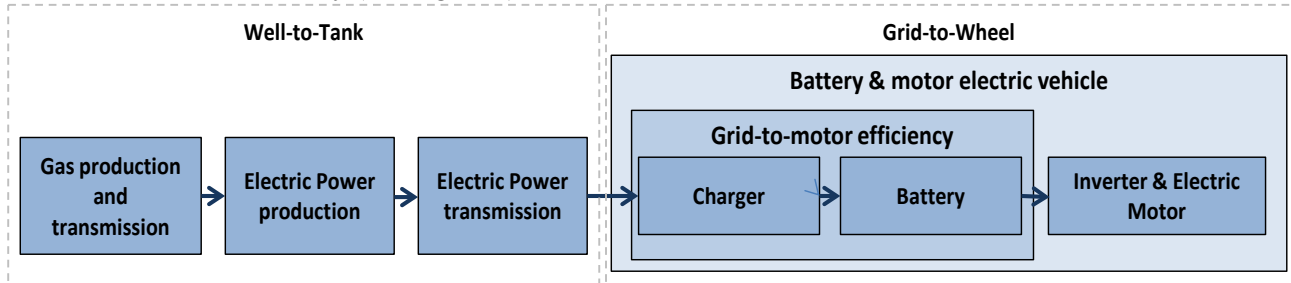 Well-to-Tank
Grid-to-Wheel
Battery & motor electric vehicle
Grid-to-motor efficiency
Gas production
and
transmission
Electric Power
production
Electric Power
transmission
Charger
Battery
Inverter & Electric
Motor